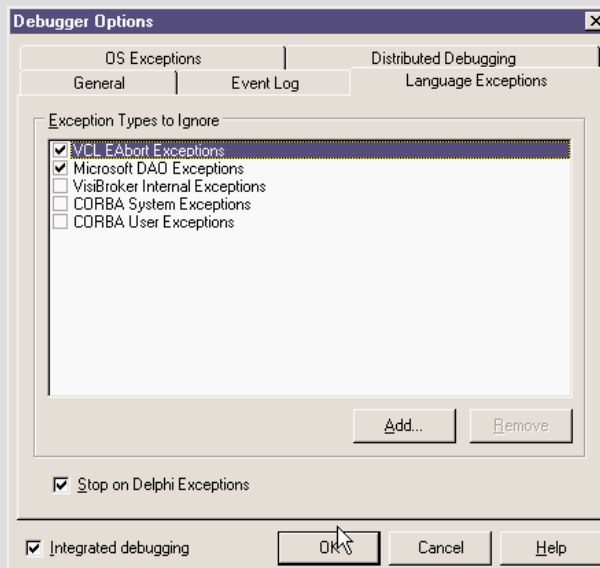 Debugger Options
OS Exceptions Distributed Debugging
General Event Log Language Exceptions
Exception Types to Ignore
VCL EAbort Exceptions
Microsoft DAO Exceptions
VisiBroker Internal Exceptions
CORBA System Exceptions
CORBA User Exceptions
Add... Remove
Stop on Delphi Exceptions
Integrated debugging OK Cancel Help